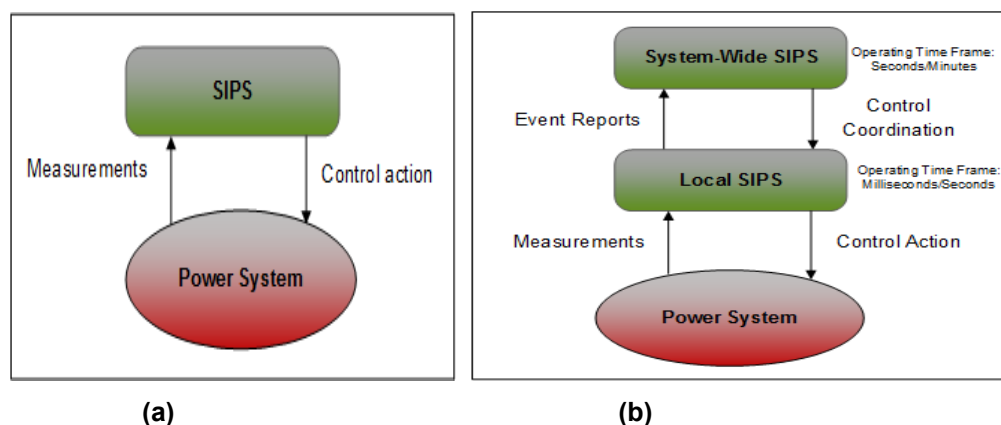 SIPS
Measurements
Control action
Power System
(a)
System-Wide SIPS
Operating Time Frame:
Seconds/Minutes
Event Reports
Control
Coordination
Local SIPS
Operating Time Frame:
Milliseconds/Seconds
Measurements
Control Action
Power System
(b)